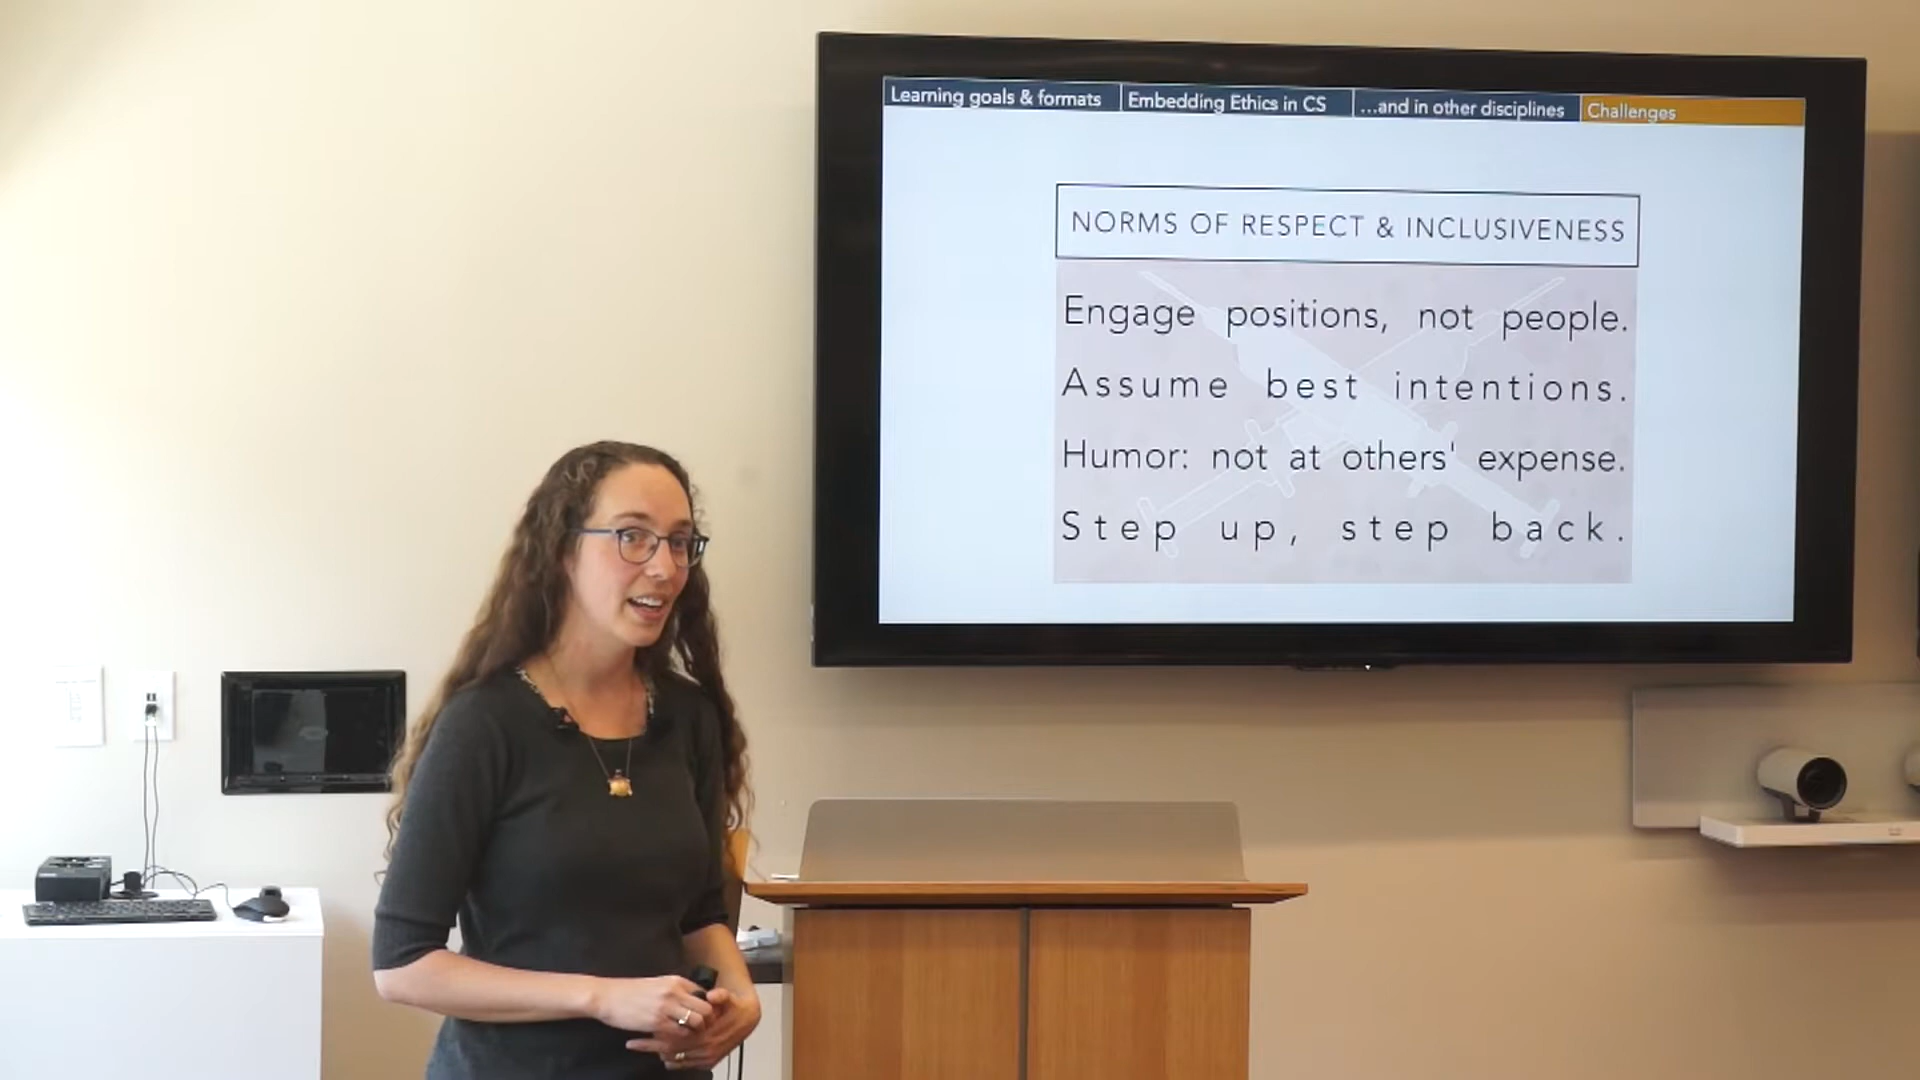 Learning goals & formats
Embedding Ethics in CS
...and in other disciplines
Challenges
NORMS OF RESPECT & INCLUSIVENESS
Engage positions, not people.
Assume best intentions.
Humor: not at others' expense.
Step up, step back.